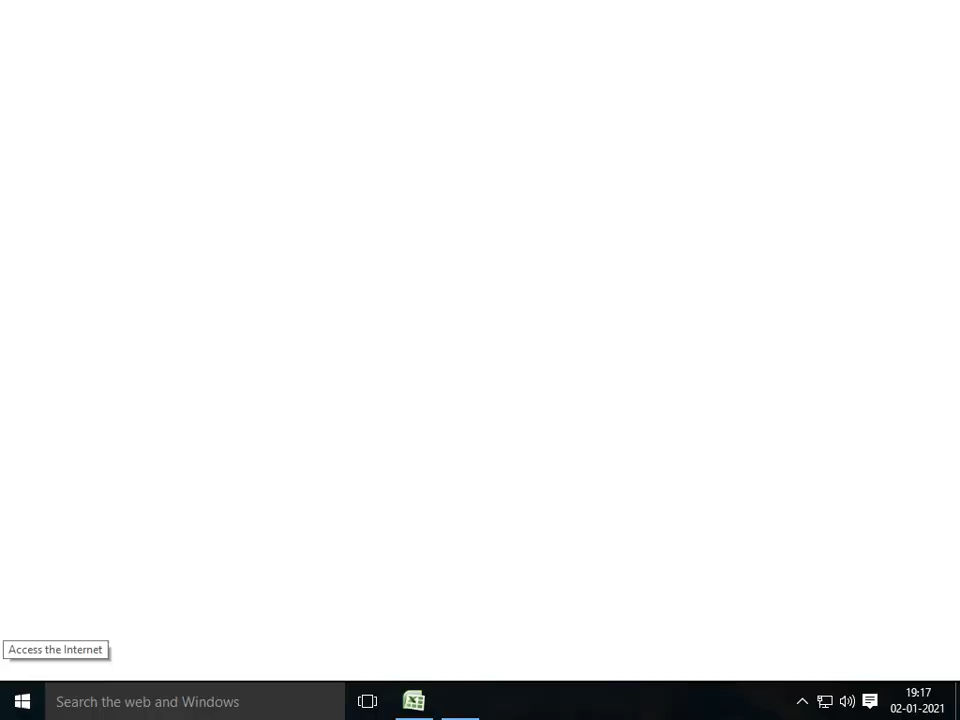 Access the Internet
Search the web and Windows
19:17
02-01-2021